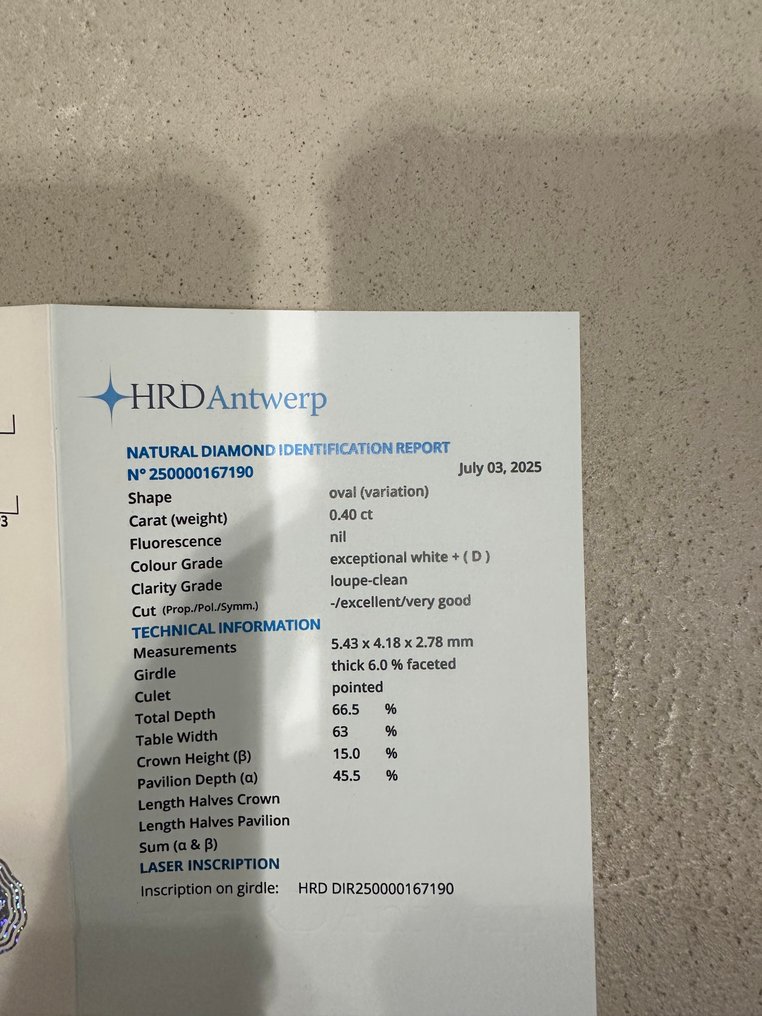 HRD Antwerp
NATURAL DIAMOND IDENTIFICATION REPORT
N° 250000167190 July 03, 2025
Shape oval (variation)
Carat (weight) 0.40 ct
Fluorescence nil
Colour Grade exceptional white + ( D )
Clarity Grade loupe-clean
Cut (Prop./Pol./Symm.) -/excellent/very good
TECHNICAL INFORMATION
Measurements 5.43 x 4.18 x 2.78 mm
Girdle thick 6.0 % faceted
Culet pointed
Total Depth 66.5 %
Table Width 63 %
Crown Height (β) 15.0 %
Pavilion Depth (α) 45.5 %
Length Halves Crown
Length Halves Pavilion
Sum (α & β)
LASER INSCRIPTION
Inscription on girdle: HRD DIR250000167190